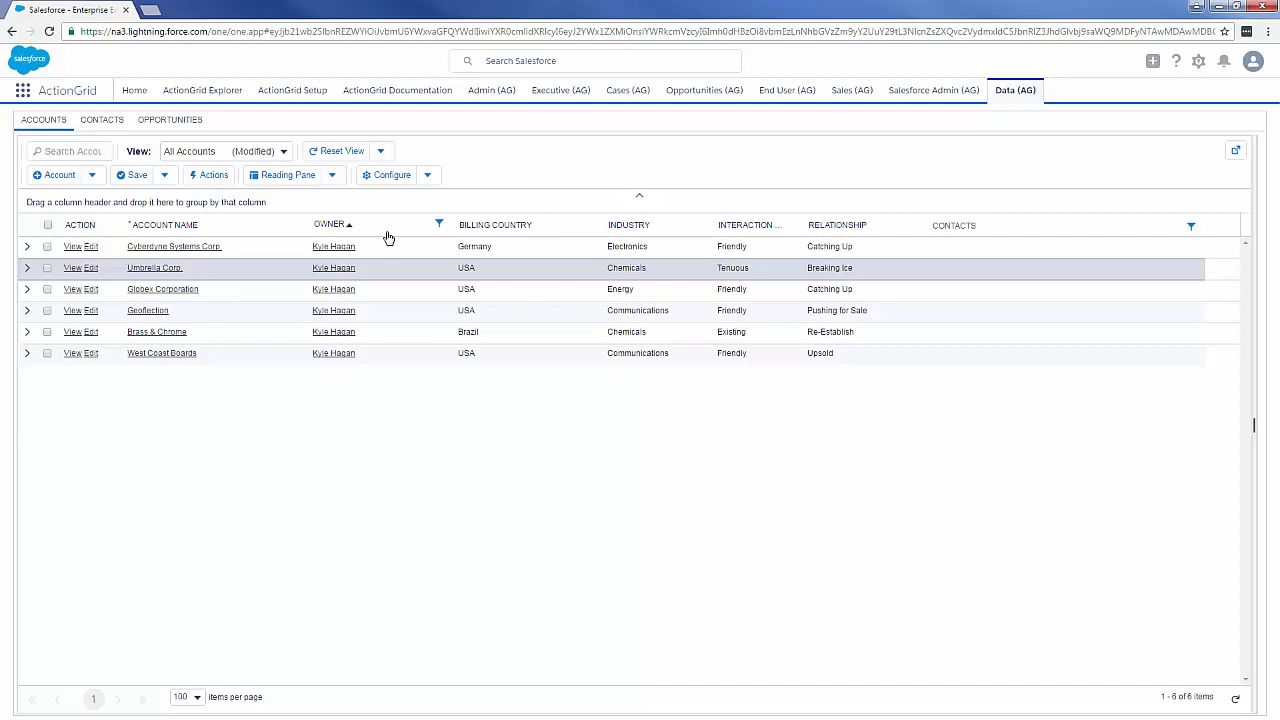 Salesforce - Enterprise E
https://na3.lightning.force.com/one/one.app#
salesforce
Search Salesforce
ActionGrid Home ActionGrid Explorer ActionGrid Setup ActionGrid Documentation Admin (AG) Executive (AG) Cases (AG) Opportunities (AG) End User (AG) Sales (AG) Salesforce Admin (AG) Data (AG)
ACCOUNTS CONTACTS OPPORTUNITIES
Search Accou View: All Accounts (Modified) Reset View
Account Save Actions Reading Pane Configure
Drag a column header and drop it here to group by that column
ACTION * ACCOUNT NAME OWNER BILLING COUNTRY INDUSTRY INTERACTION ... RELATIONSHIP CONTACTS
View Edit Cyberdyne Systems Corp. Kyle Hagan Germany Electronics Friendly Catching Up
View Edit Umbrella Corp. Kyle Hagan USA Chemicals Tenuous Breaking Ice
View Edit Globex Corporation Kyle Hagan USA Energy Friendly Catching Up
View Edit Geoflection Kyle Hagan USA Communications Friendly Pushing for Sale
View Edit Brass & Chrome Kyle Hagan Brazil Chemicals Existing Re-Establish
View Edit West Coast Boards Kyle Hagan USA Communications Friendly Upsold
1 100 items per page 1 - 6 of 6 items